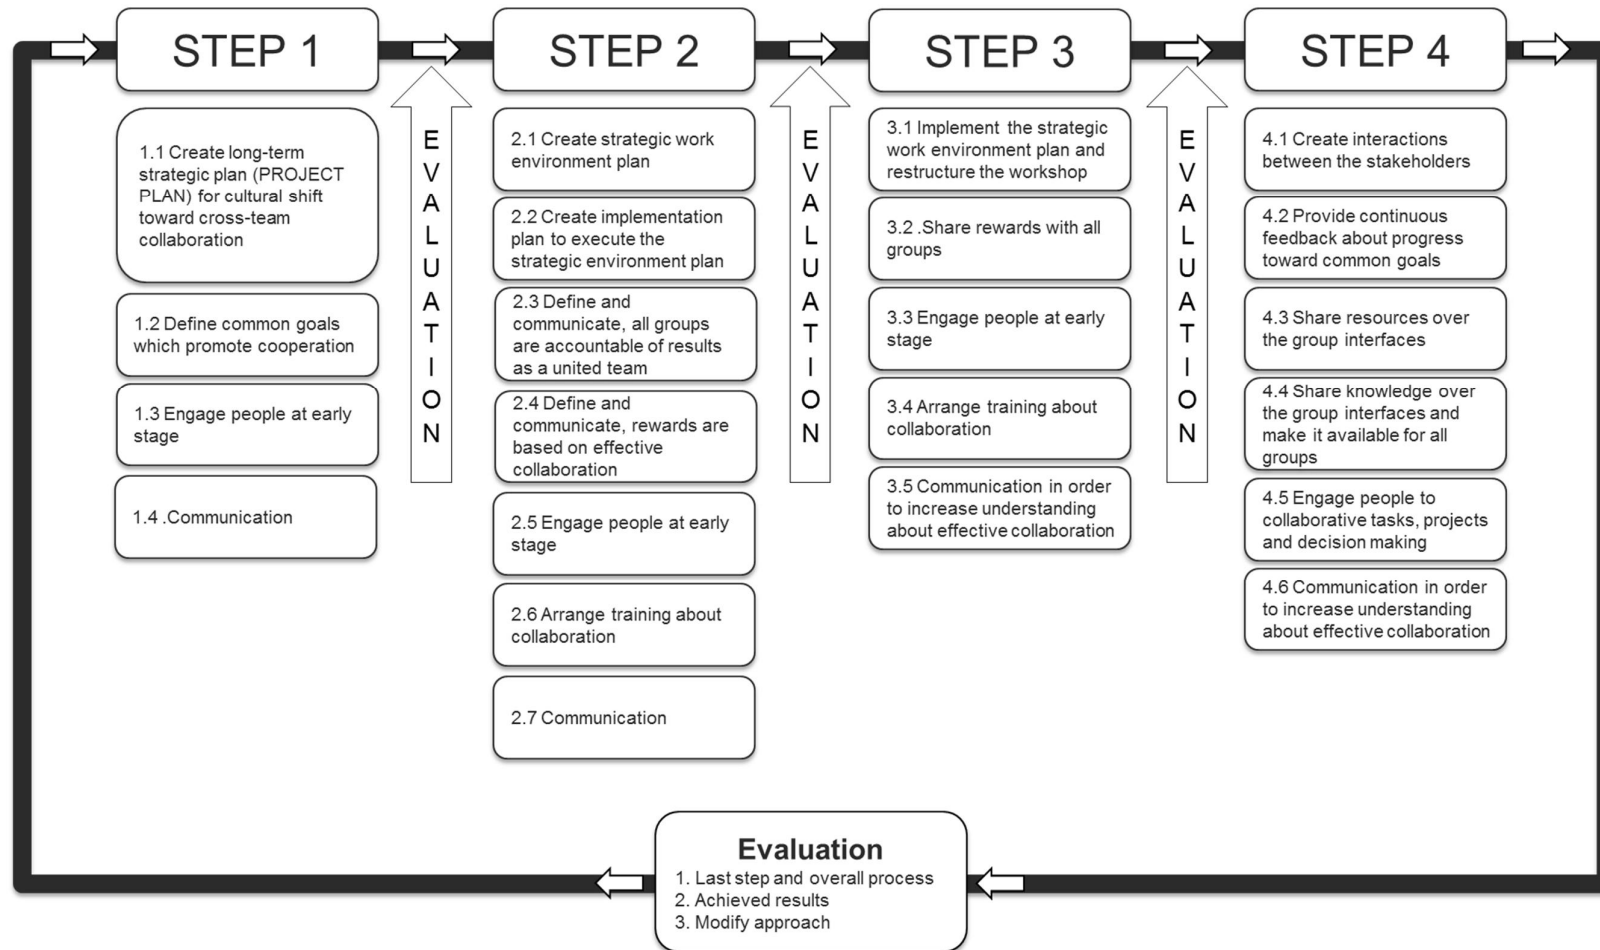 STEP 1
1.1 Create long-term
strategic plan (PROJECT
PLAN) for cultural shift
toward cross-team
collaboration
1.2 Define common goals
which promote cooperation
1.3 Engage people at early
stage
1.4 .Communication
EVALUATION
STEP 2
2.1 Create strategic work
environment plan
2.2 Create implementation
plan to execute the
strategic environment plan
2.3 Define and
communicate, all groups
are accountable of results
as a united team
2.4 Define and
communicate, rewards are
based on effective
collaboration
2.5 Engage people at early
stage
2.6 Arrange training about
collaboration
2.7 Communication
EVALUATION
STEP 3
3.1 Implement the strategic
work environment plan and
restructure the workshop
3.2 .Share rewards with all
groups
3.3 Engage people at early
stage
3.4 Arrange training about
collaboration
3.5 Communication in order
to increase understanding
about effective collaboration
EVALUATION
STEP 4
4.1 Create interactions
between the stakeholders
4.2 Provide continuous
feedback about progress
toward common goals
4.3 Share resources over
the group interfaces
4.4 Share knowledge over
the group interfaces and
make it available for all
groups
4.5 Engage people to
collaborative tasks, projects
and decision making
4.6 Communication in order
to increase understanding
about effective collaboration
Evaluation
1. Last step and overall process
2. Achieved results
3. Modify approach